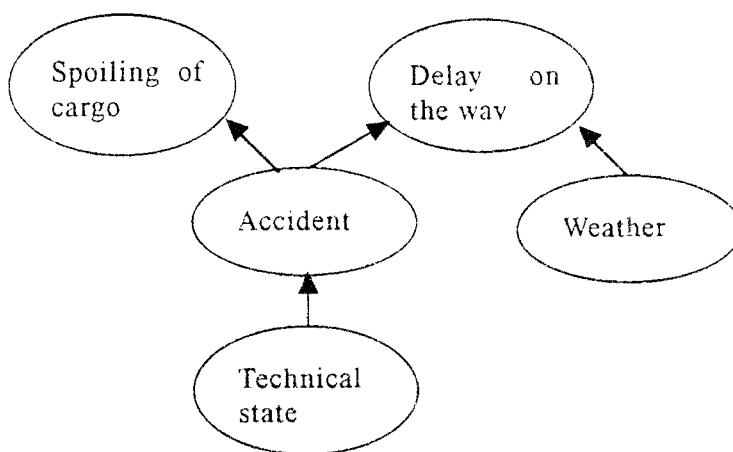 Spoiling of
cargo
Delay on
the way
Accident
Weather
Technical
state